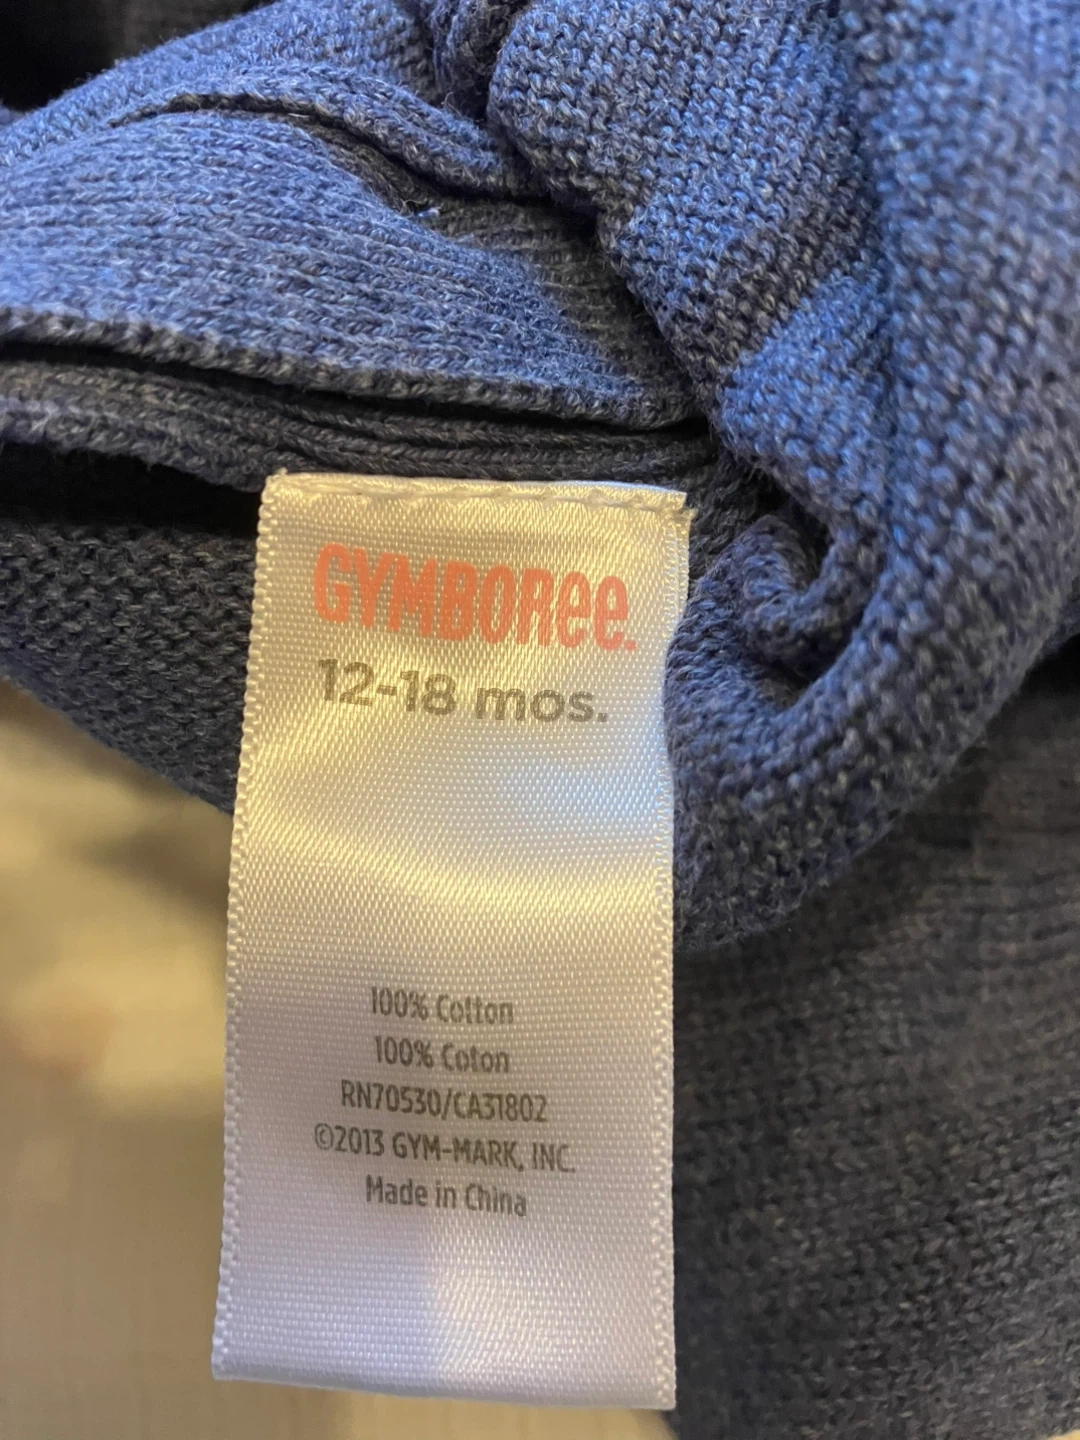 GYMBOREE.
12-18 mos.
100% Cotton
100% Coton
RN70530/CA31802
©2013 GYM-MARK, INC.
Made in China